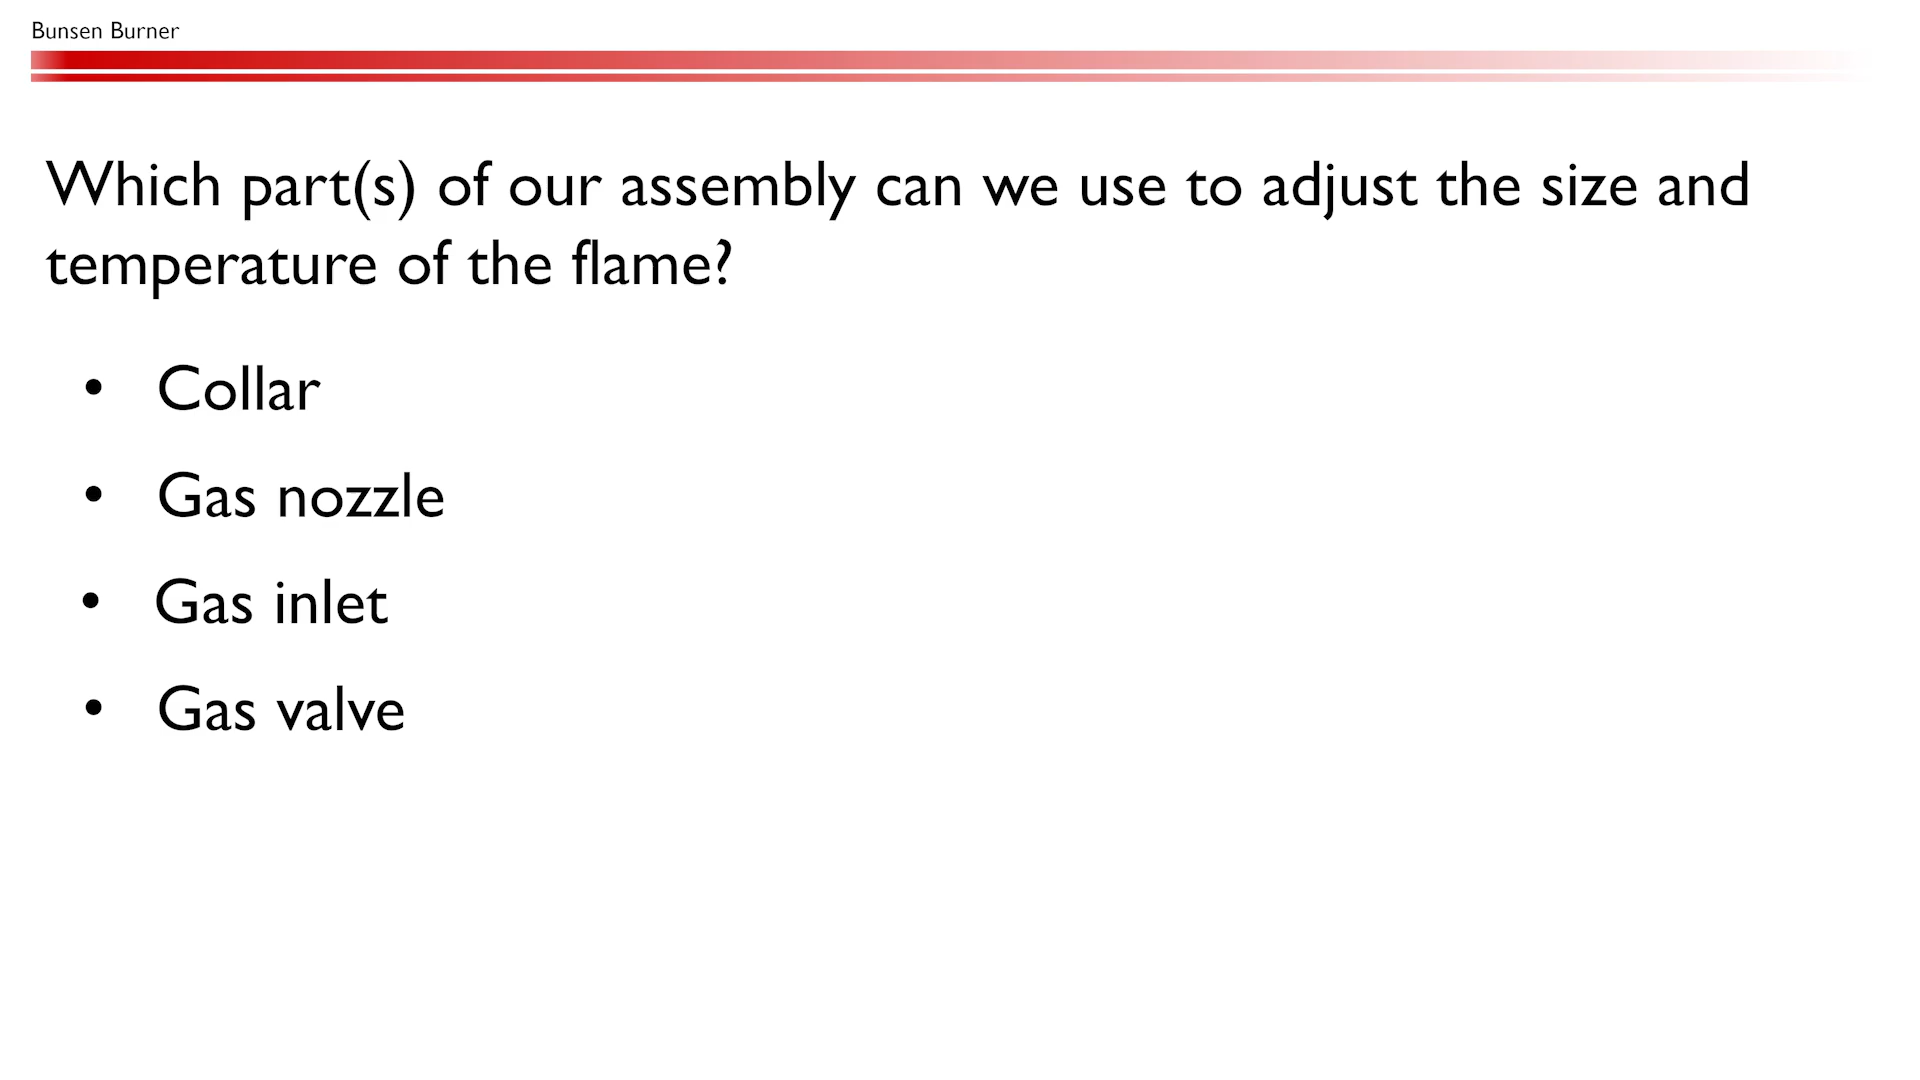 Bunsen Burner
Which part(s) of our assembly can we use to adjust the size and
temperature of the flame?
• Collar
• Gas nozzle
• Gas inlet
• Gas valve